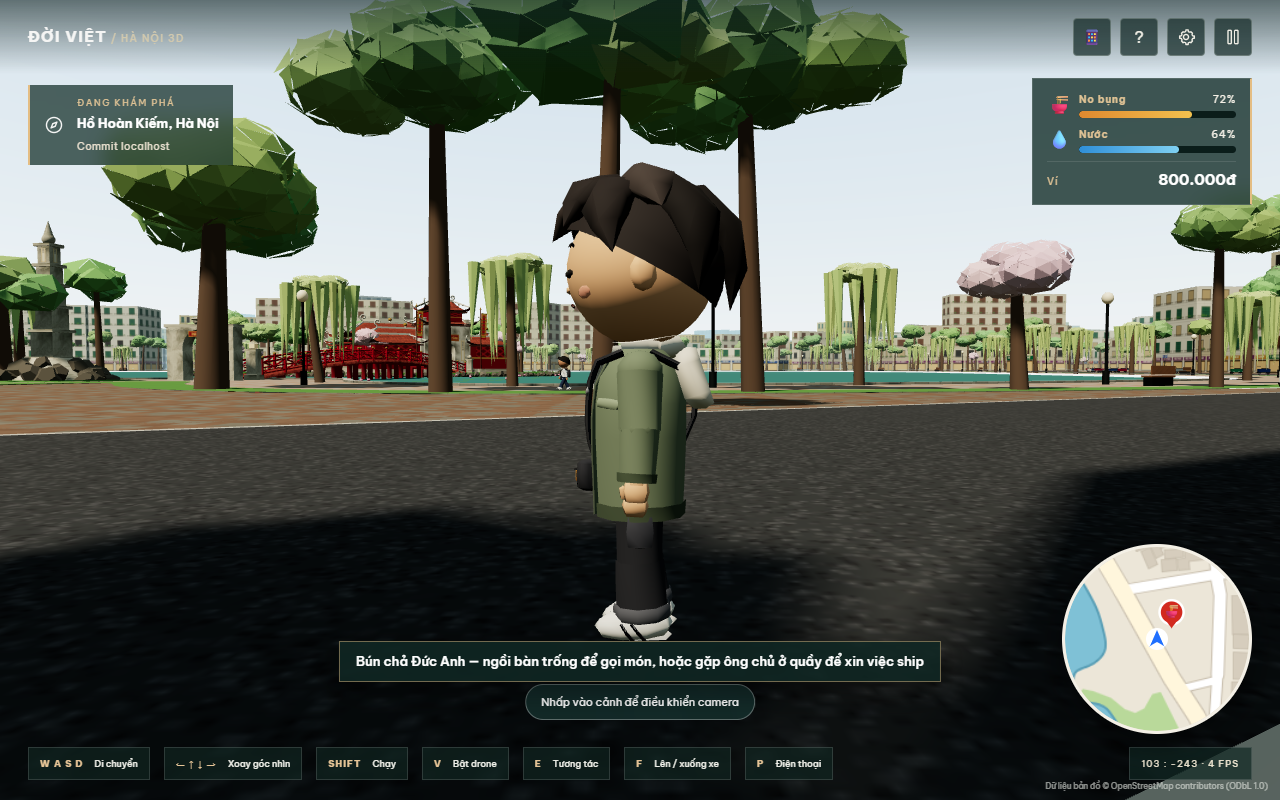 ĐỜI VIỆT / HÀ NỘI 3D
?
ĐANG KHÁM PHÁ
Hồ Hoàn Kiếm, Hà Nội
Commit localhost
No bụng 72%
Nước 64%
Ví 800.000đ
Bún chả Đức Anh — ngồi bàn trống để gọi món, hoặc gặp ông chủ ở quầy để xin việc ship
Nhấp vào cảnh để điều khiển camera
W A S D Di chuyển
←↑↓→ Xoay góc nhìn
SHIFT Chạy
V Bật drone
E Tương tác
F Lên / xuống xe
P Điện thoại
103 : -243 · 4 FPS
Dữ liệu bản đồ © OpenStreetMap contributors (ODbL 1.0)